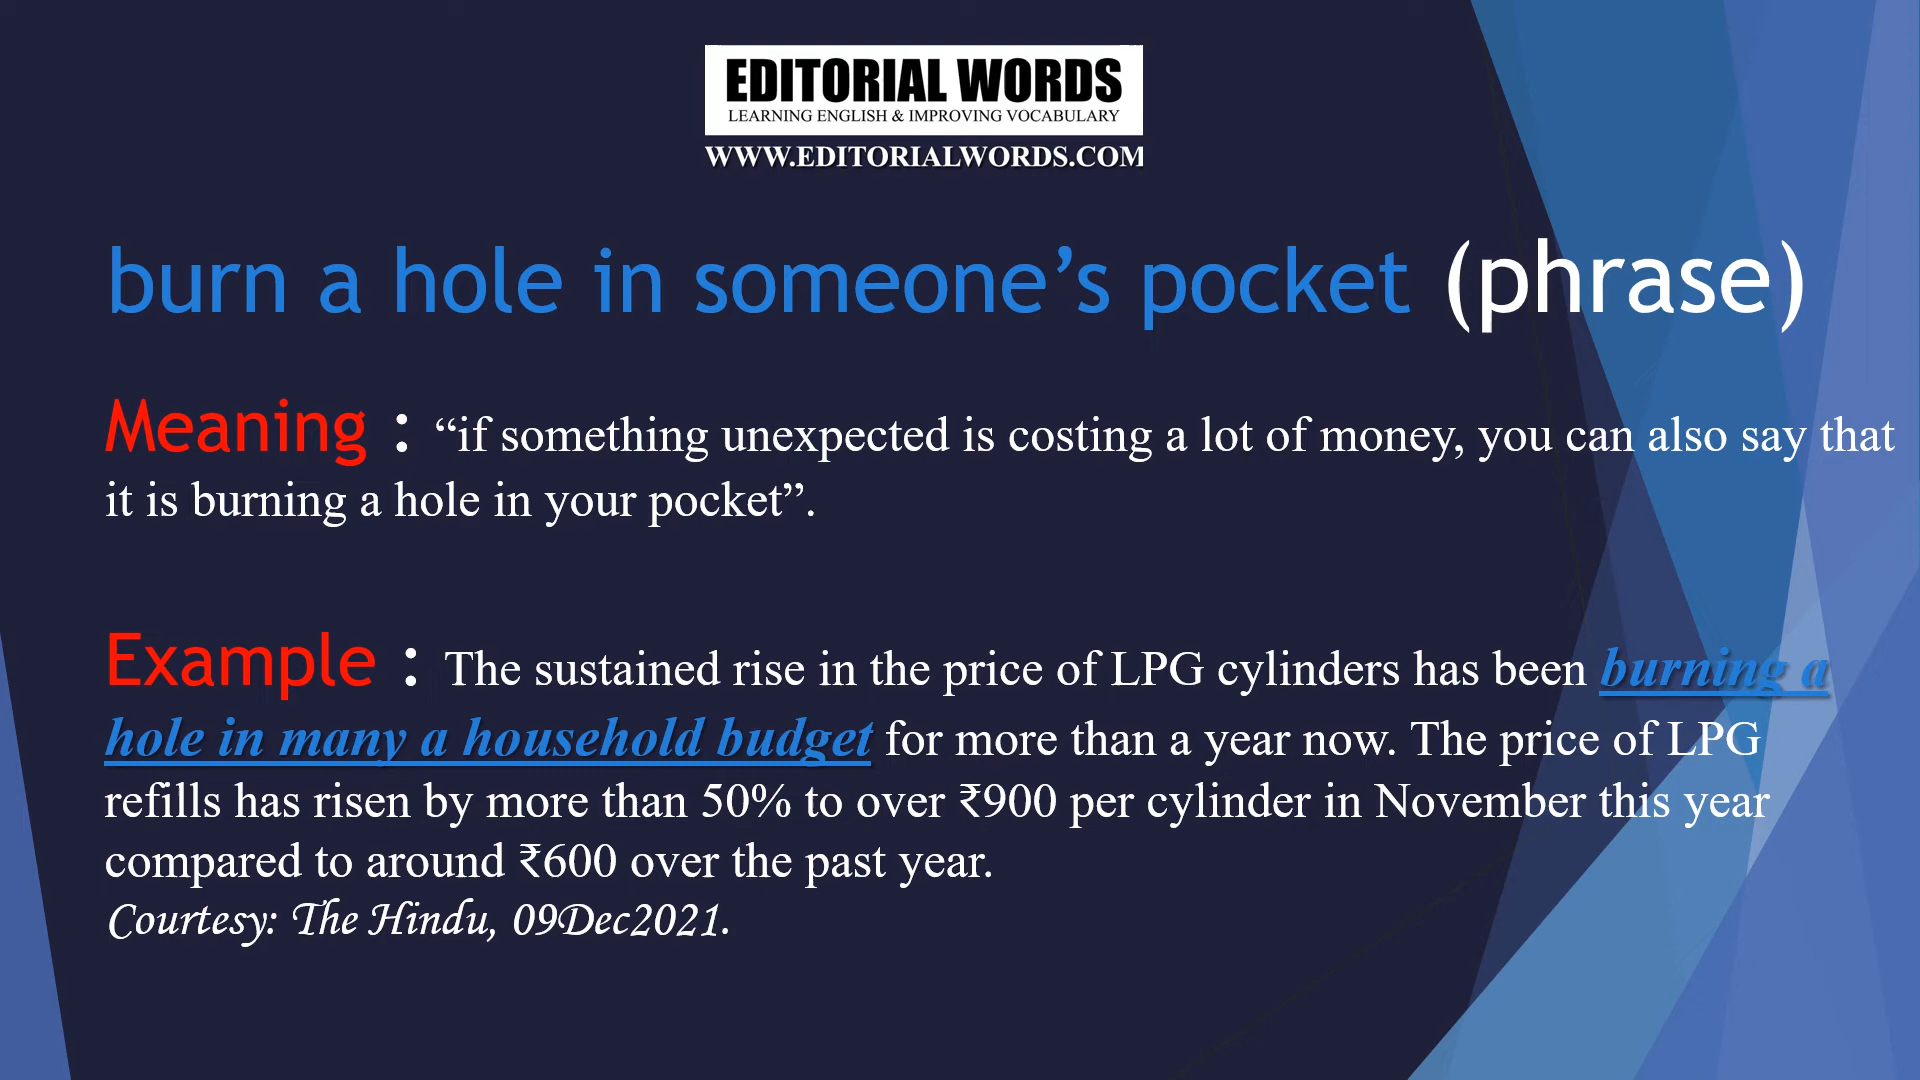 EDITORIAL WORDS
LEARNING ENGLISH & IMPROVING VOCABULARY
WWW.EDITORIALWORDS.COM
burn a hole in someone’s pocket (phrase)
Meaning : “if something unexpected is costing a lot of money, you can also say that
it is burning a hole in your pocket”.
Example : The sustained rise in the price of LPG cylinders has been burning a
hole in many a household budget for more than a year now. The price of LPG
refills has risen by more than 50% to over ₹900 per cylinder in November this year
compared to around ₹600 over the past year.
Courtesy: The Hindu, 09Dec2021.